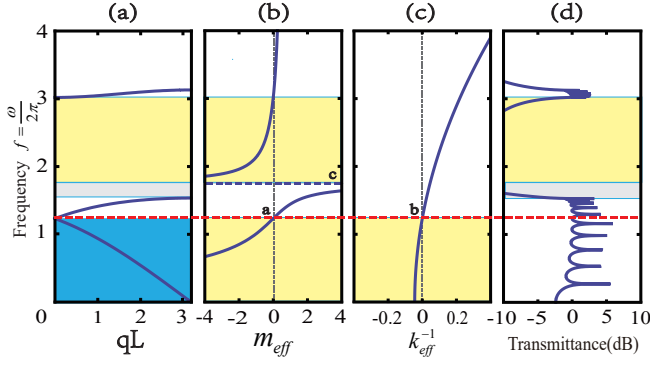 (a) (b) (c) (d)
Frequency f = ω/2π
4
3
2
1
0
0 1 2 3
qL
-4 -2 0 2 4
m_eff
-0.2 0 0.2
k_eff^-1
-10 -5 0 5 10
Transmittance(dB)
a
b
c